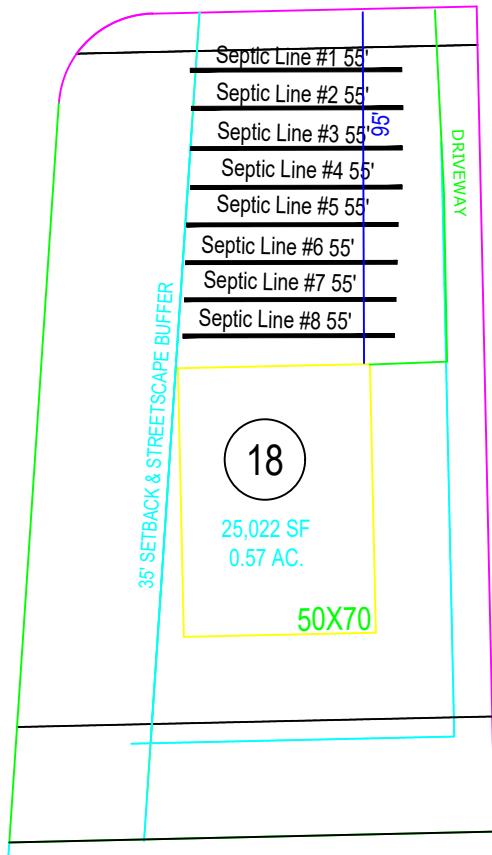 Septic Line #1 55'
Septic Line #2 55'
Septic Line #3 55'
95'
Septic Line #4 55'
DRIVEWAY
Septic Line #5 55'
Septic Line #6 55'
Septic Line #7 55'
Septic Line #8 55'
35' SETBACK & STREETSCAPE BUFFER
18
25,022 SF
0.57 AC.
50X70